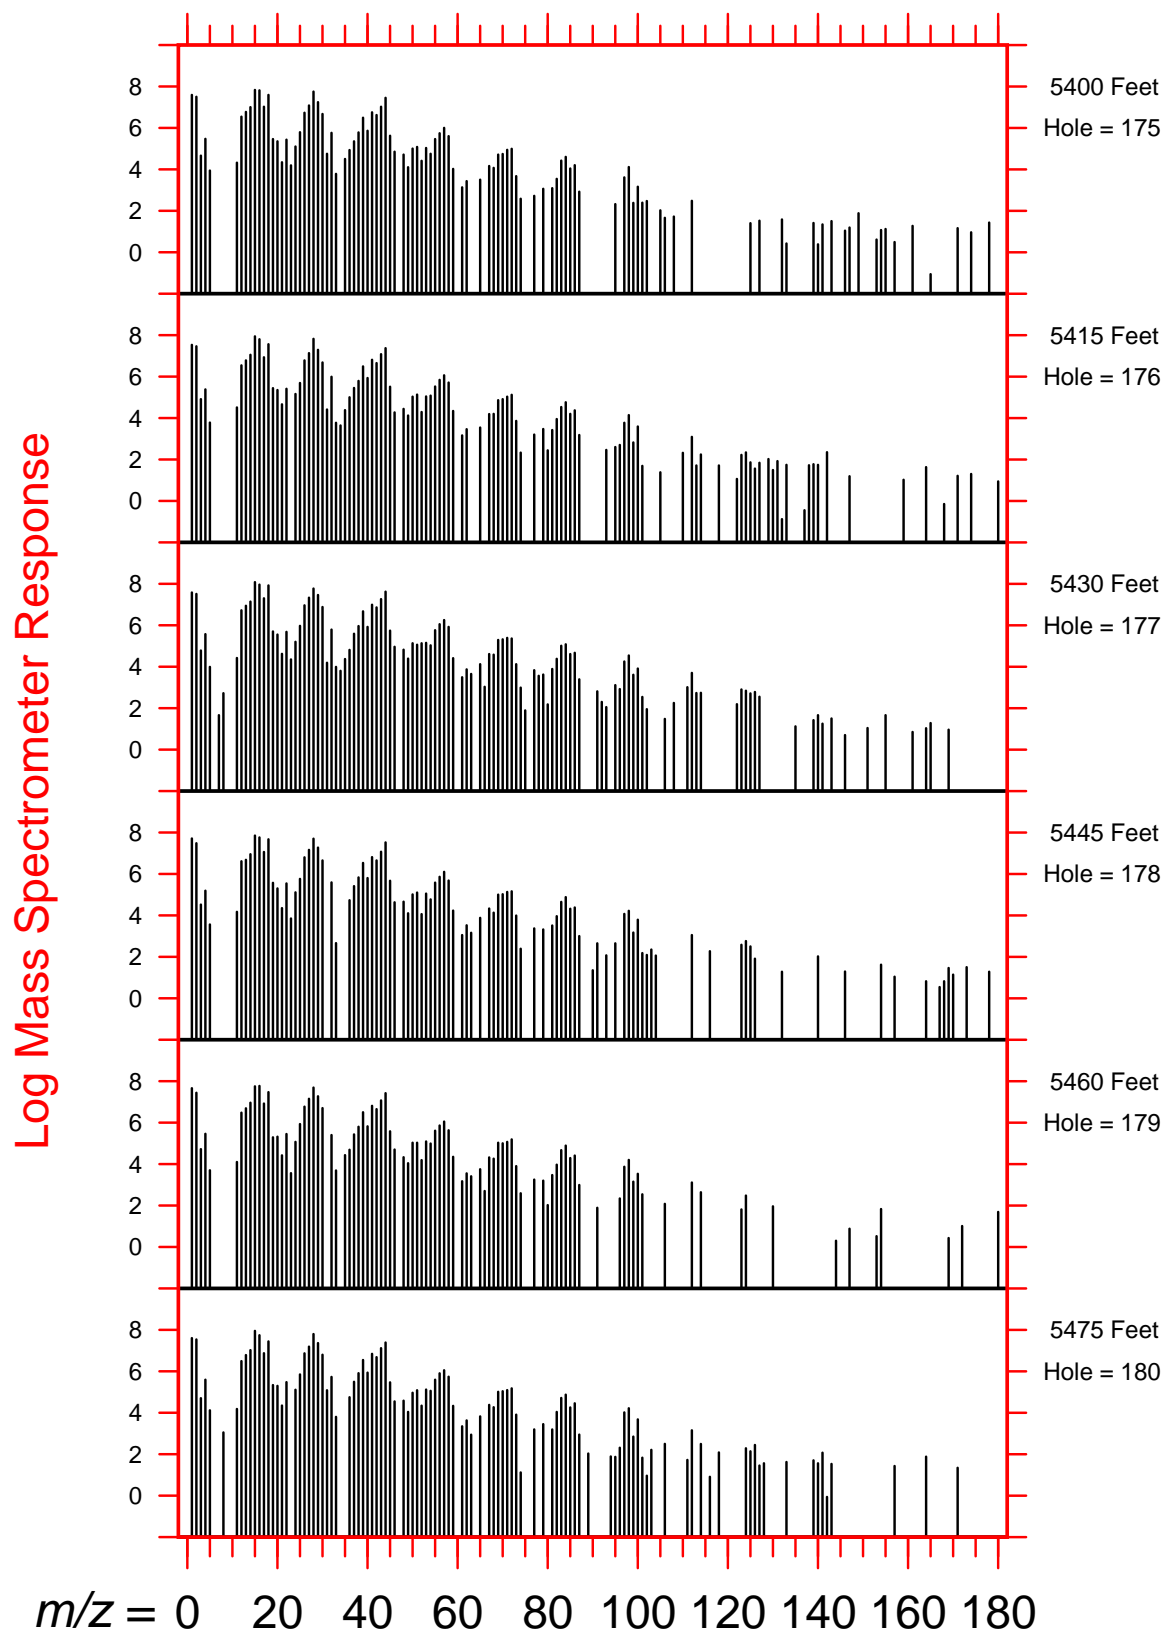 Log Mass Spectrometer Response
8
6
4
2
0
5400 Feet
Hole = 175
8
6
4
2
0
5415 Feet
Hole = 176
8
6
4
2
0
5430 Feet
Hole = 177
8
6
4
2
0
5445 Feet
Hole = 178
8
6
4
2
0
5460 Feet
Hole = 179
8
6
4
2
0
5475 Feet
Hole = 180
m/z = 0 20 40 60 80 100 120 140 160 180